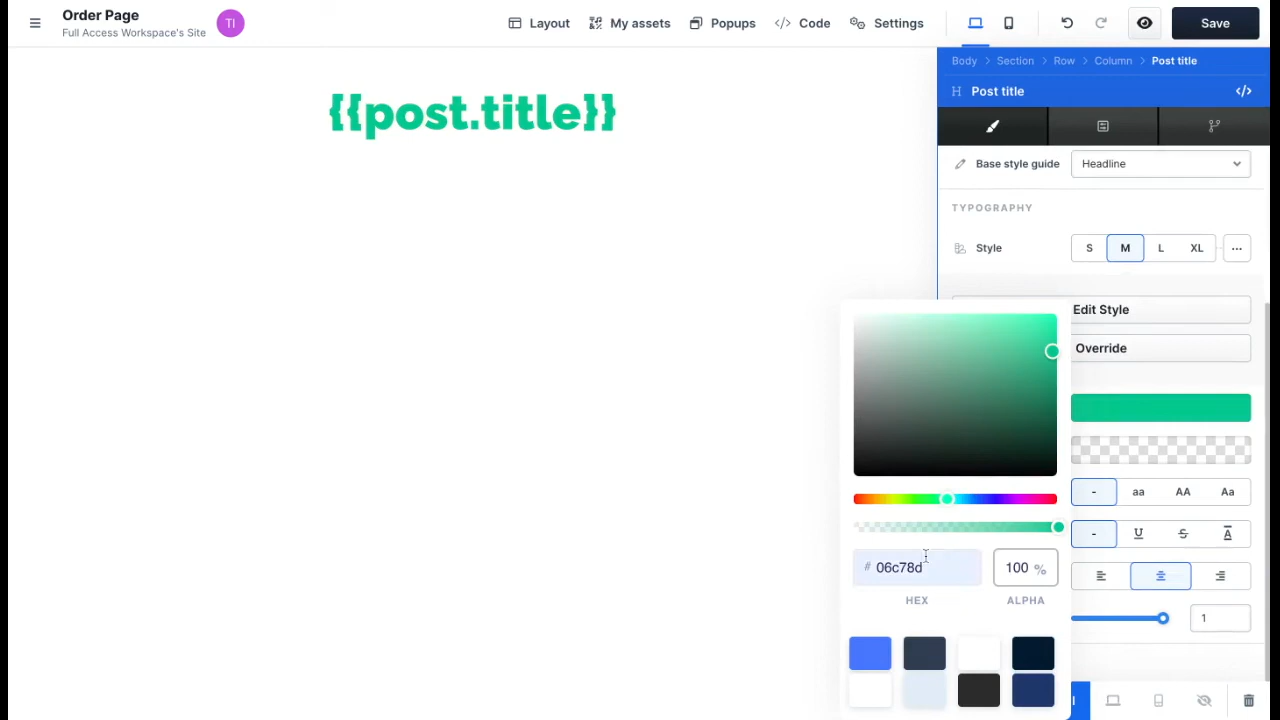 Order Page
Full Access Workspace's Site
TI
Layout
My assets
Popups
Code
Settings
Save
{{post.title}}
Body > Section > Row > Column > Post title
H Post title
Base style guide
Headline
TYPOGRAPHY
Style
S
M
L
XL
...
Edit Style
Override
- aa AA Aa
- U S A
# 06c78d
100 %
HEX
ALPHA
1